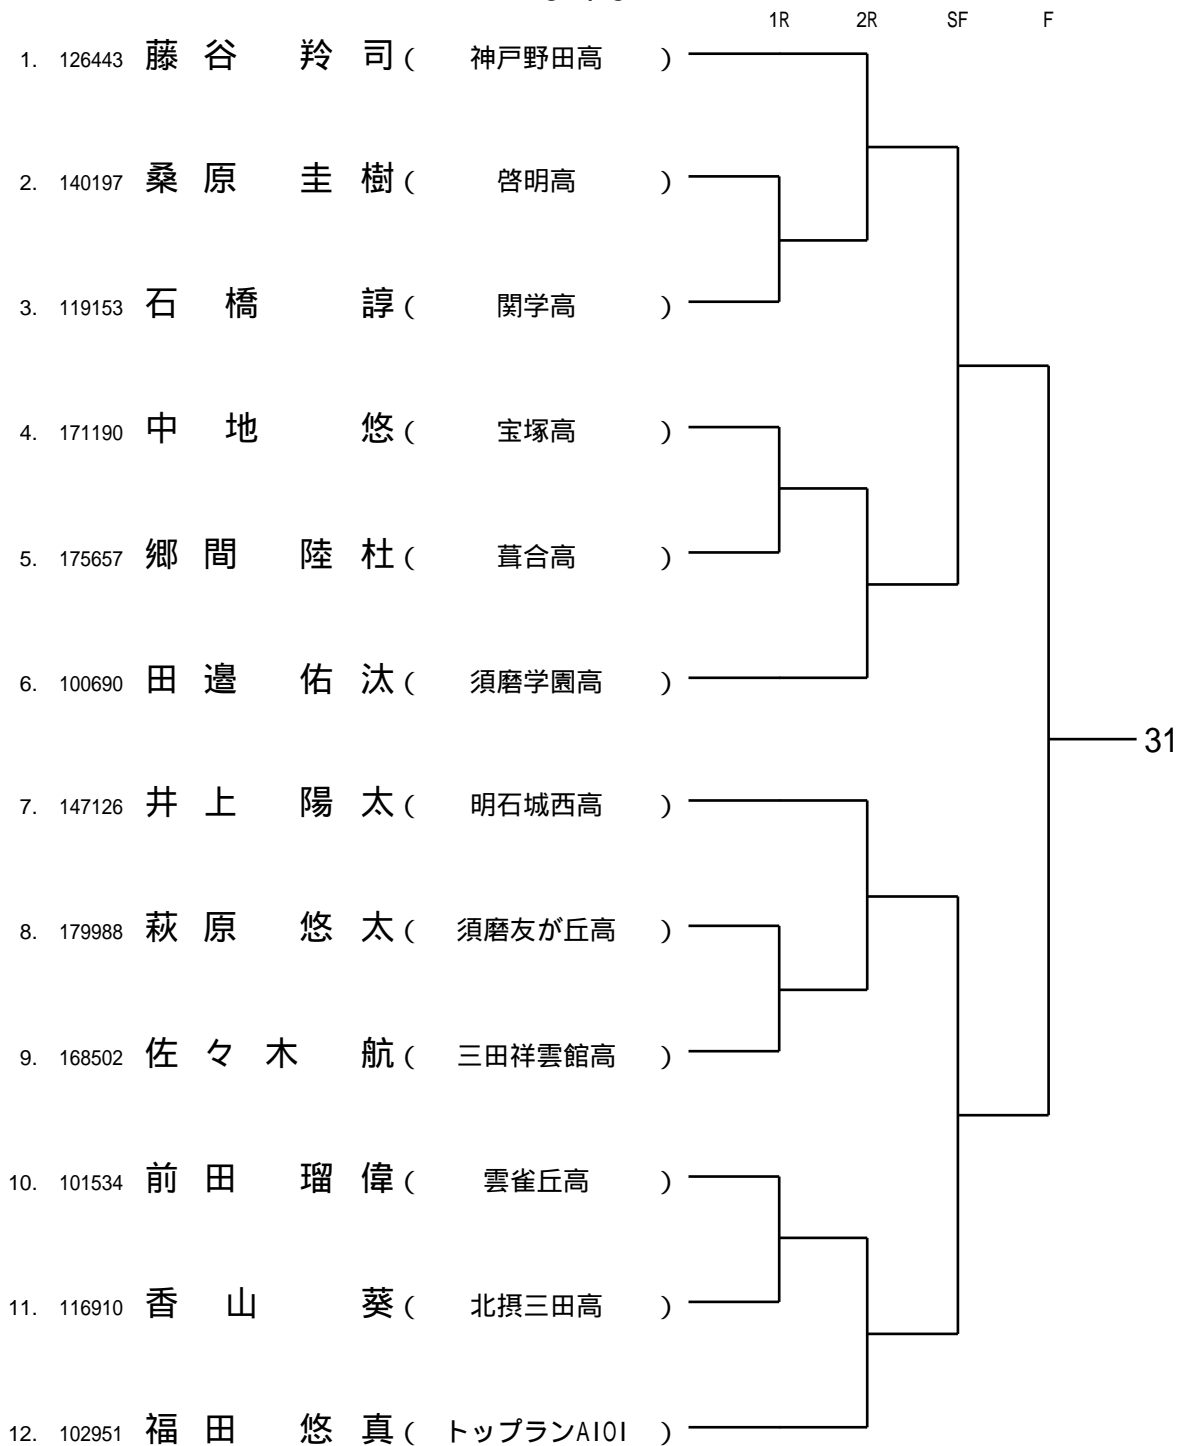 1R 2R SF F
1. 126443 藤谷 羚司 ( 神戸野田高 )
2. 140197 桑原 圭樹 ( 啓明高 )
3. 119153 石橋 諄 ( 関学高 )
4. 171190 中地 悠 ( 宝塚高 )
5. 175657 郷間 陸杜 ( 葺合高 )
6. 100690 田邉 佑汰 ( 須磨学園高 )
31
7. 147126 井上 陽太 ( 明石城西高 )
8. 179988 萩原 悠太 ( 須磨友が丘高 )
9. 168502 佐々木 航 ( 三田祥雲館高 )
10. 101534 前田 瑠偉 ( 雲雀丘高 )
11. 116910 香山 葵 ( 北摂三田高 )
12. 102951 福田 悠真 ( トップランAIOI )